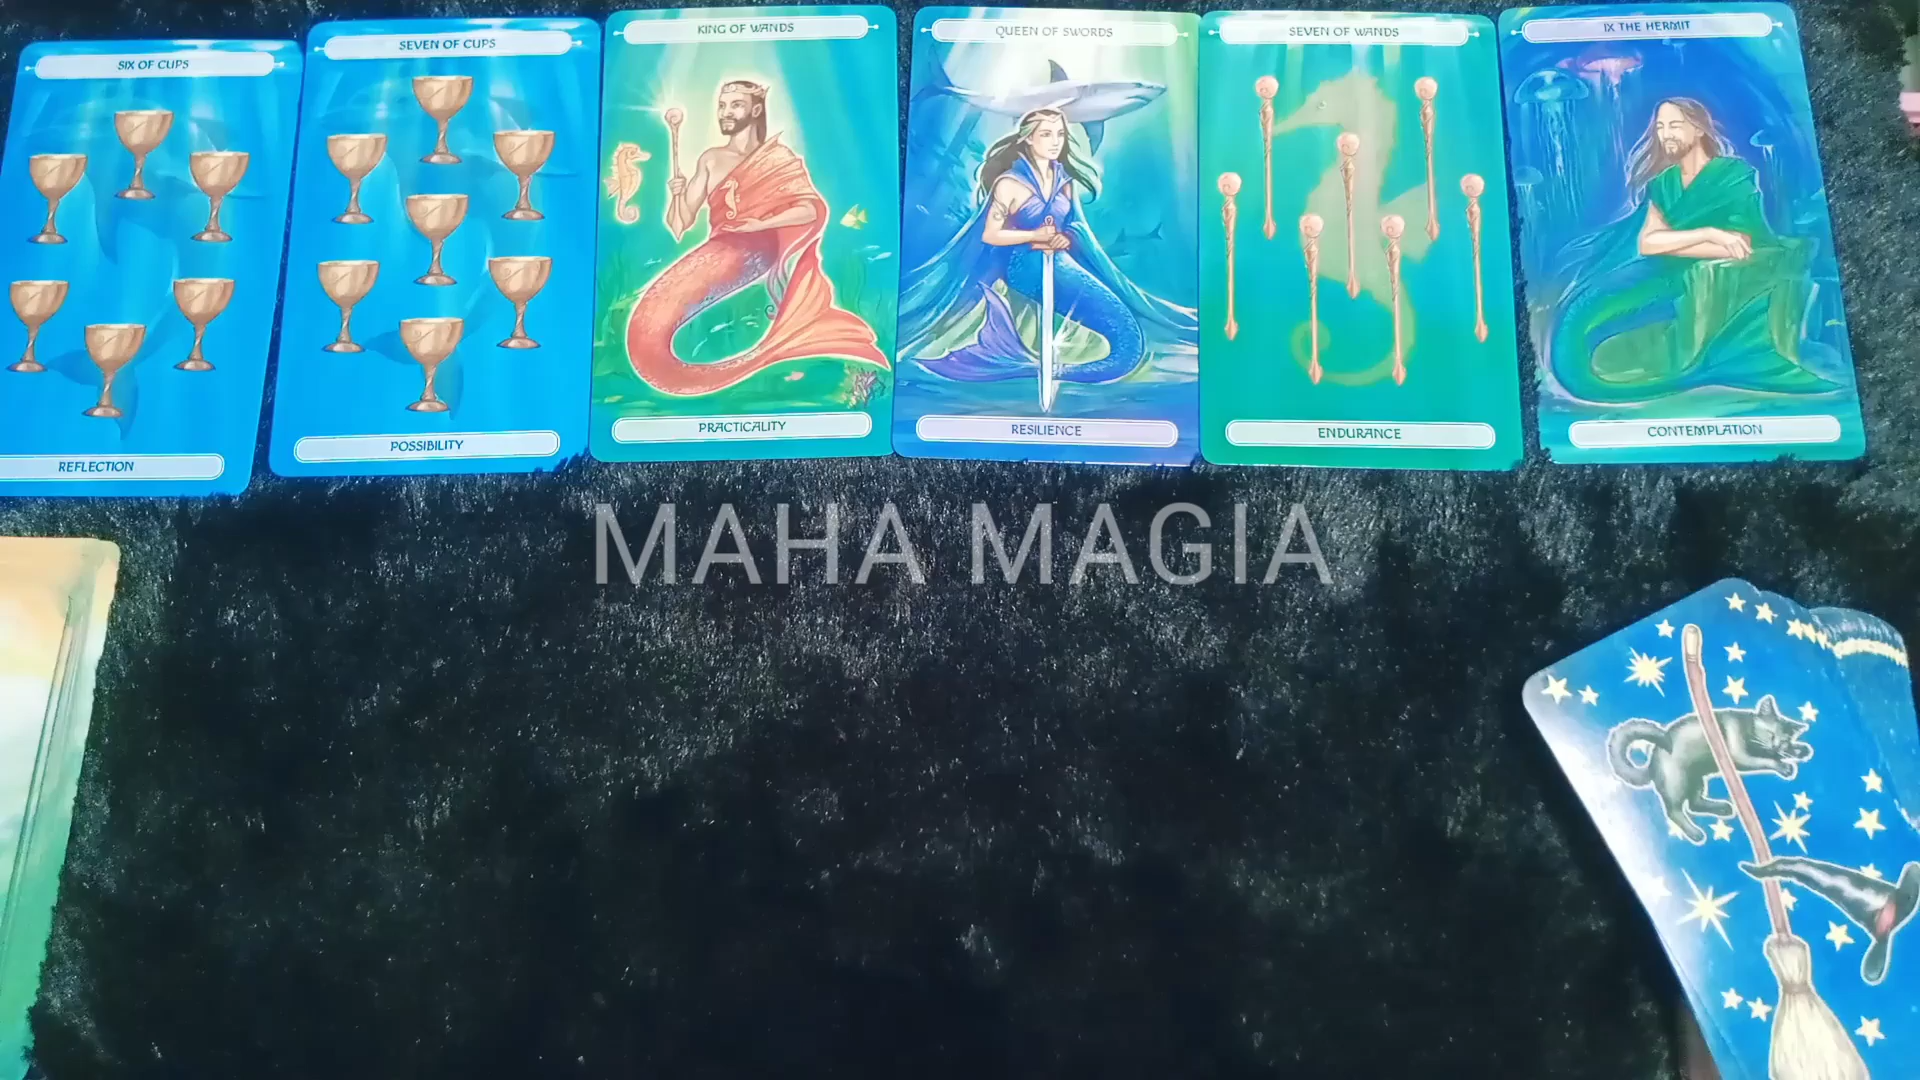 SIX OF CUPS
SEVEN OF CUPS
KING OF WANDS
QUEEN OF SWORDS
SEVEN OF WANDS
IX THE HERMIT
REFLECTION
POSSIBILITY
PRACTICALITY
RESILIENCE
ENDURANCE
CONTEMPLATION
MAHA MAGIA